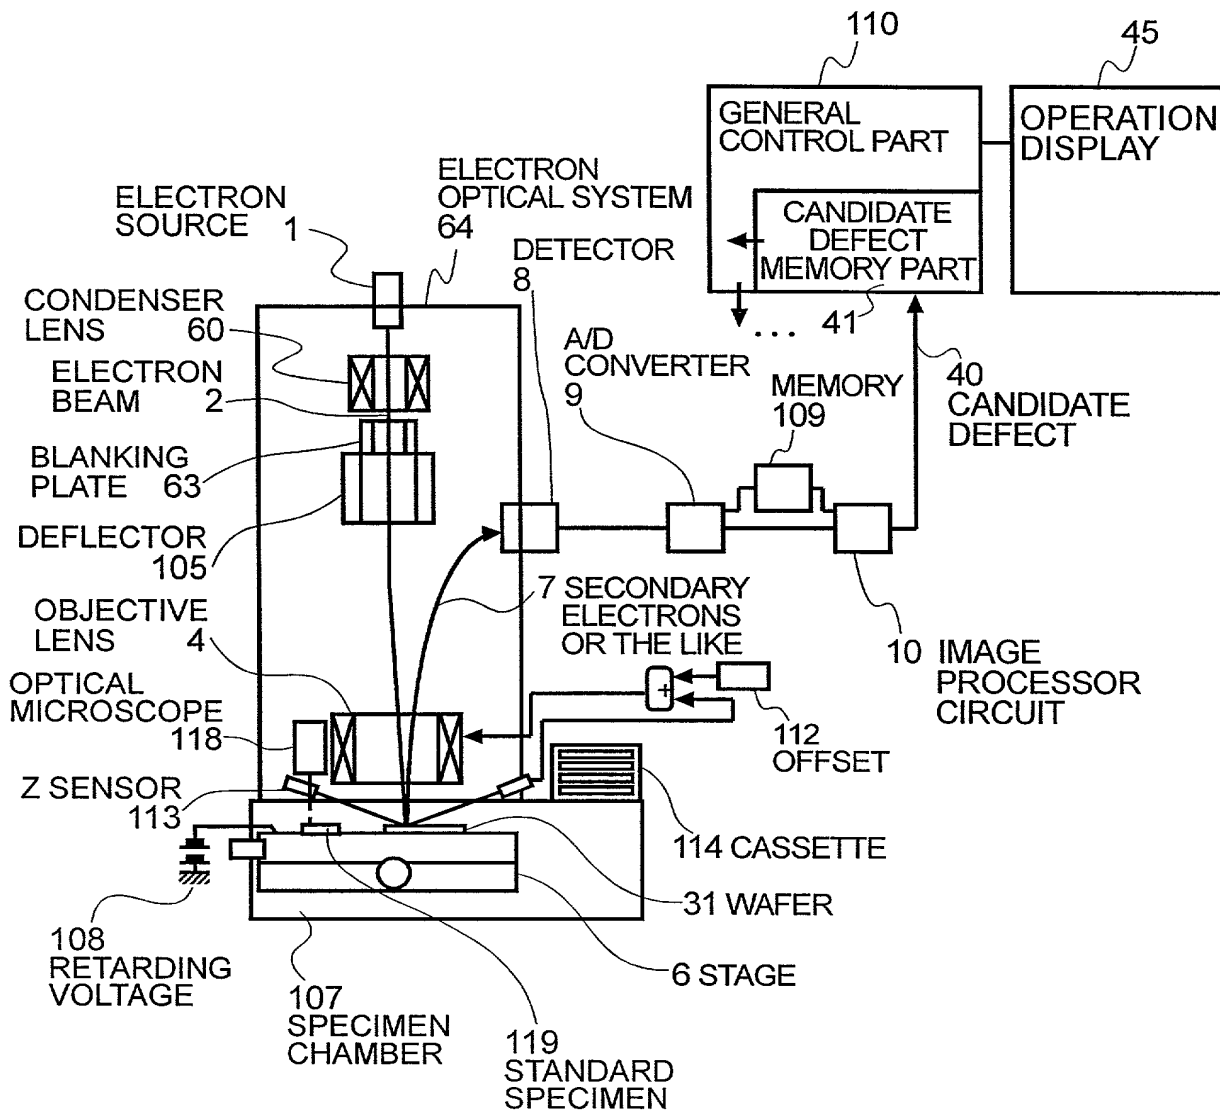 110
45
GENERAL
CONTROL PART
OPERATION
DISPLAY
CANDIDATE
DEFECT
MEMORY PART
41
ELECTRON
SOURCE
1
ELECTRON
OPTICAL SYSTEM
64
DETECTOR
8
CONDENSER
LENS 60
A/D
CONVERTER
9
...
40
CANDIDATE
DEFECT
MEMORY
109
ELECTRON
BEAM 2
BLANKING
PLATE 63
DEFLECTOR
105
7 SECONDARY
ELECTRONS
OR THE LIKE
OBJECTIVE
LENS 4
10 IMAGE
PROCESSOR
CIRCUIT
OPTICAL
MICROSCOPE
118
+
112
OFFSET
Z SENSOR
113
114 CASSETTE
31 WAFER
108
RETARDING
VOLTAGE
6 STAGE
107
SPECIMEN
CHAMBER
119
STANDARD
SPECIMEN